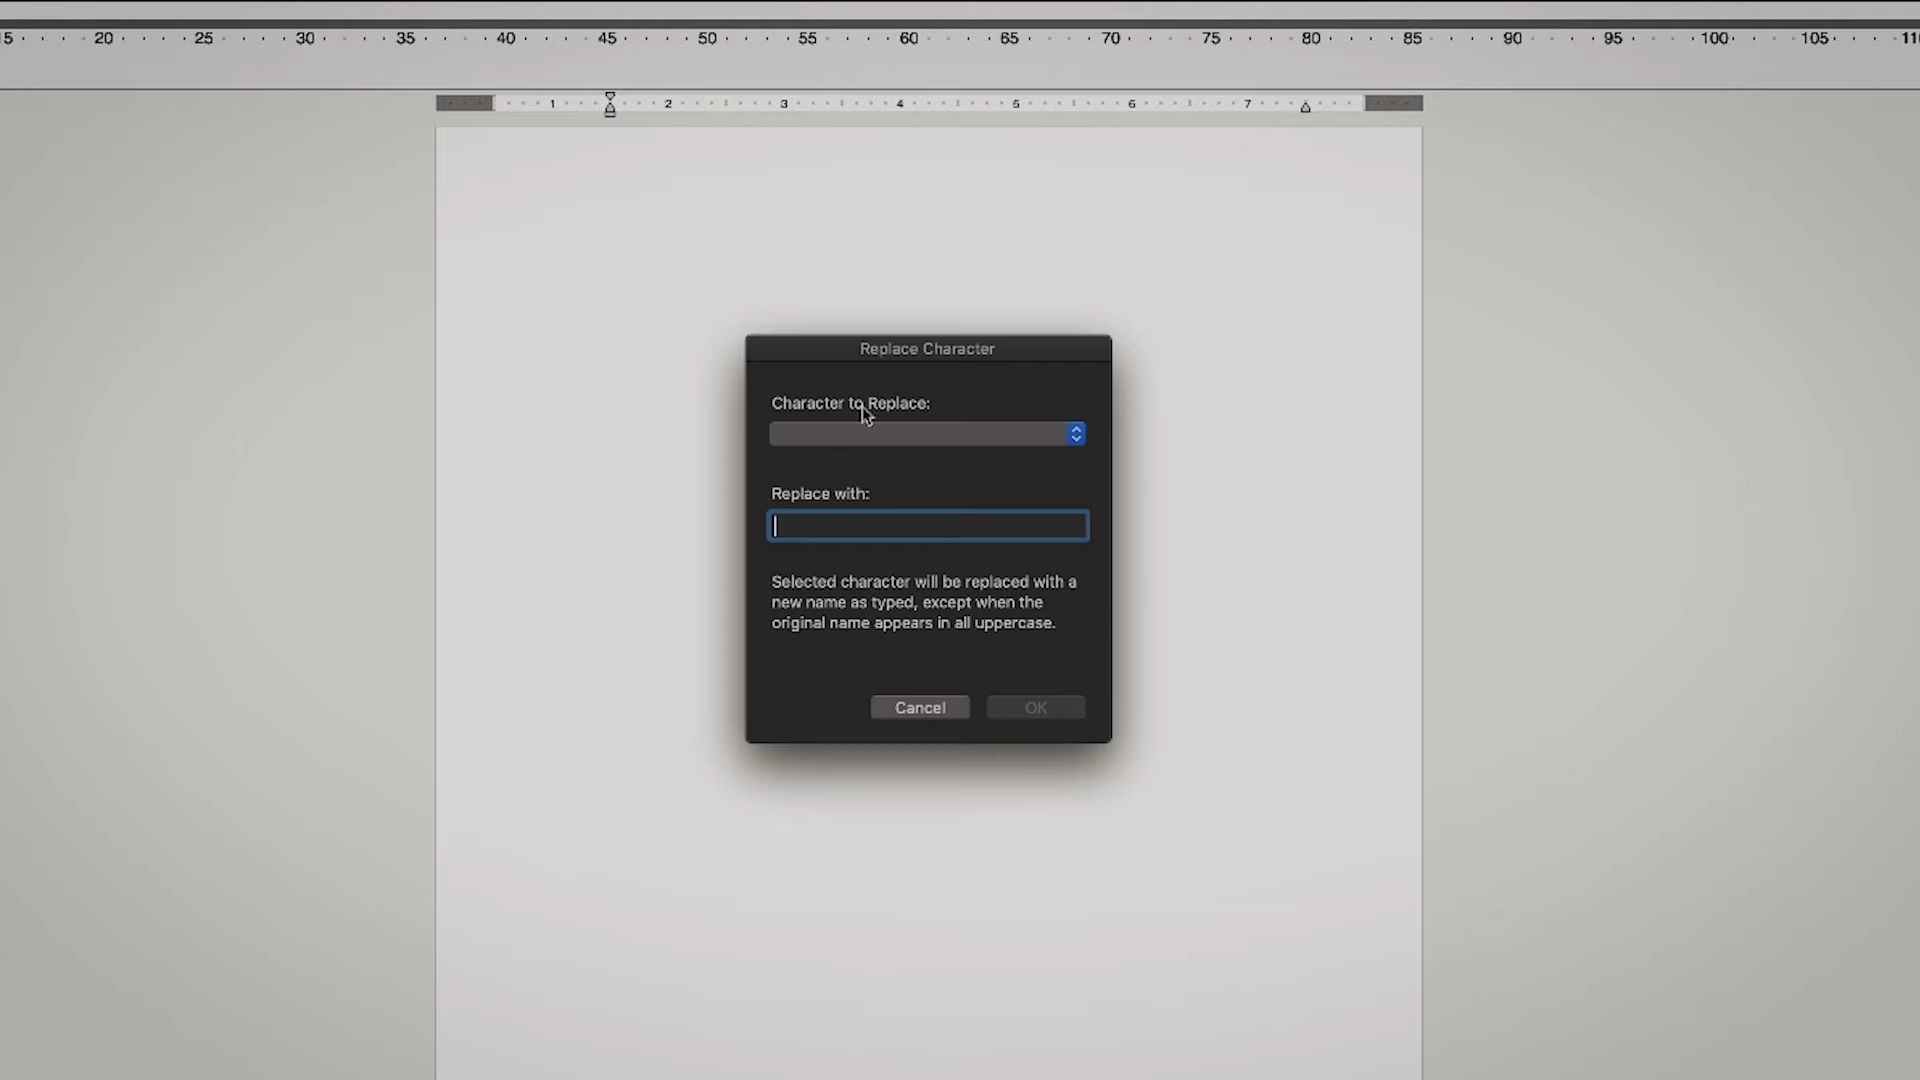 15 20 25 30 35 40 45 50 55 60 65 70 75 80 85 90 95 100 105
1 2 3 4 5 6 7
Replace Character
Character to Replace:
Replace with:
Selected character will be replaced with a
new name as typed, except when the
original name appears in all uppercase.
Cancel OK